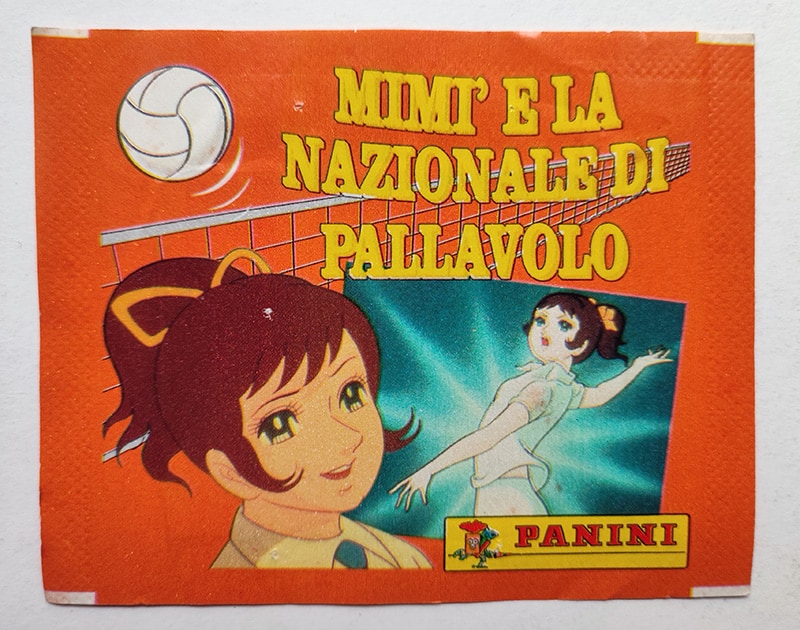 MIMI' E LA
NAZIONALE DI
PALLAVOLO
PANINI